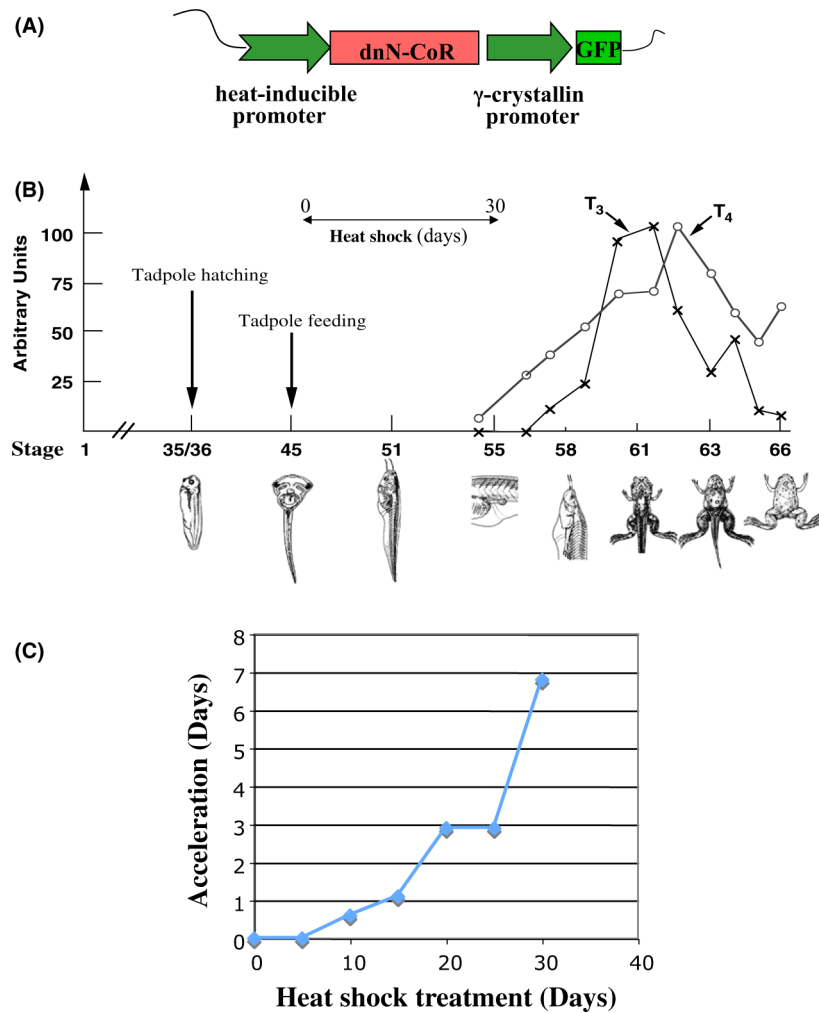 (A)
dnN-CoR
GFP
heat-inducible
promoter
γ-crystallin
promoter
(B)
0
30
Heat shock (days)
T3
T4
Arbitrary Units
100
75
50
25
Tadpole hatching
Tadpole feeding
Stage
1
35/36
45
51
55
58
61
63
66
(C)
Acceleration (Days)
8
7
6
5
4
3
2
1
0
0
10
20
30
40
Heat shock treatment (Days)